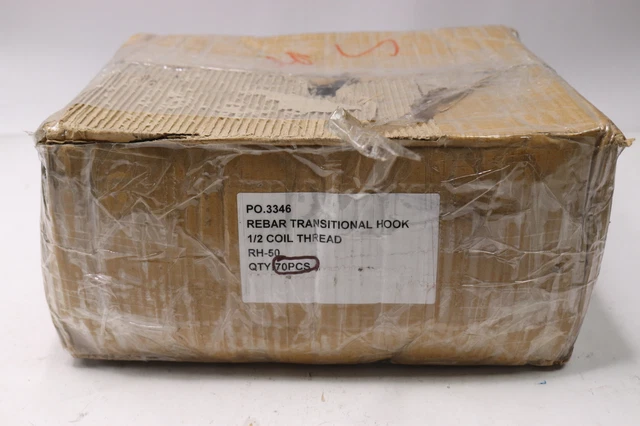 PO.3346
REBAR TRANSITIONAL HOOK
1/2 COIL THREAD
RH-50
QTY 70PCS